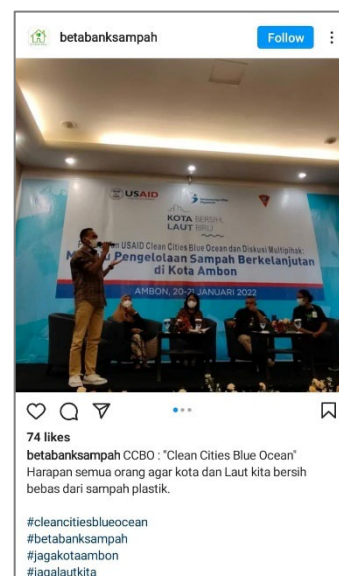 betabanksampah
Follow
USAID
KOTA BERSIH,
LAUT BIRU
USAID Clean Cities Blue Ocean dan Diskusi Multipihak:
Pengelolaan Sampah Berkelanjutan
di Kota Ambon
AMBON, 20-21 JANUARI 2022
74 likes
betabanksampah CCBO : "Clean Cities Blue Ocean"
Harapan semua orang agar kota dan Laut kita bersih
bebas dari sampah plastik.
#cleancitiesblueocean
#betabanksampah
#jagakotaambon
#jagalautkita